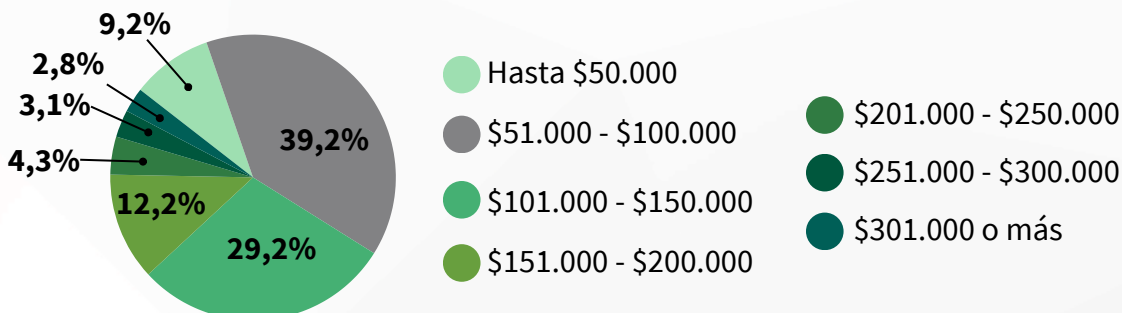 9,2%
2,8%
3,1%
4,3%
12,2%
29,2%
39,2%
Hasta $50.000
$51.000 - $100.000
$101.000 - $150.000
$151.000 - $200.000
$201.000 - $250.000
$251.000 - $300.000
$301.000 o más